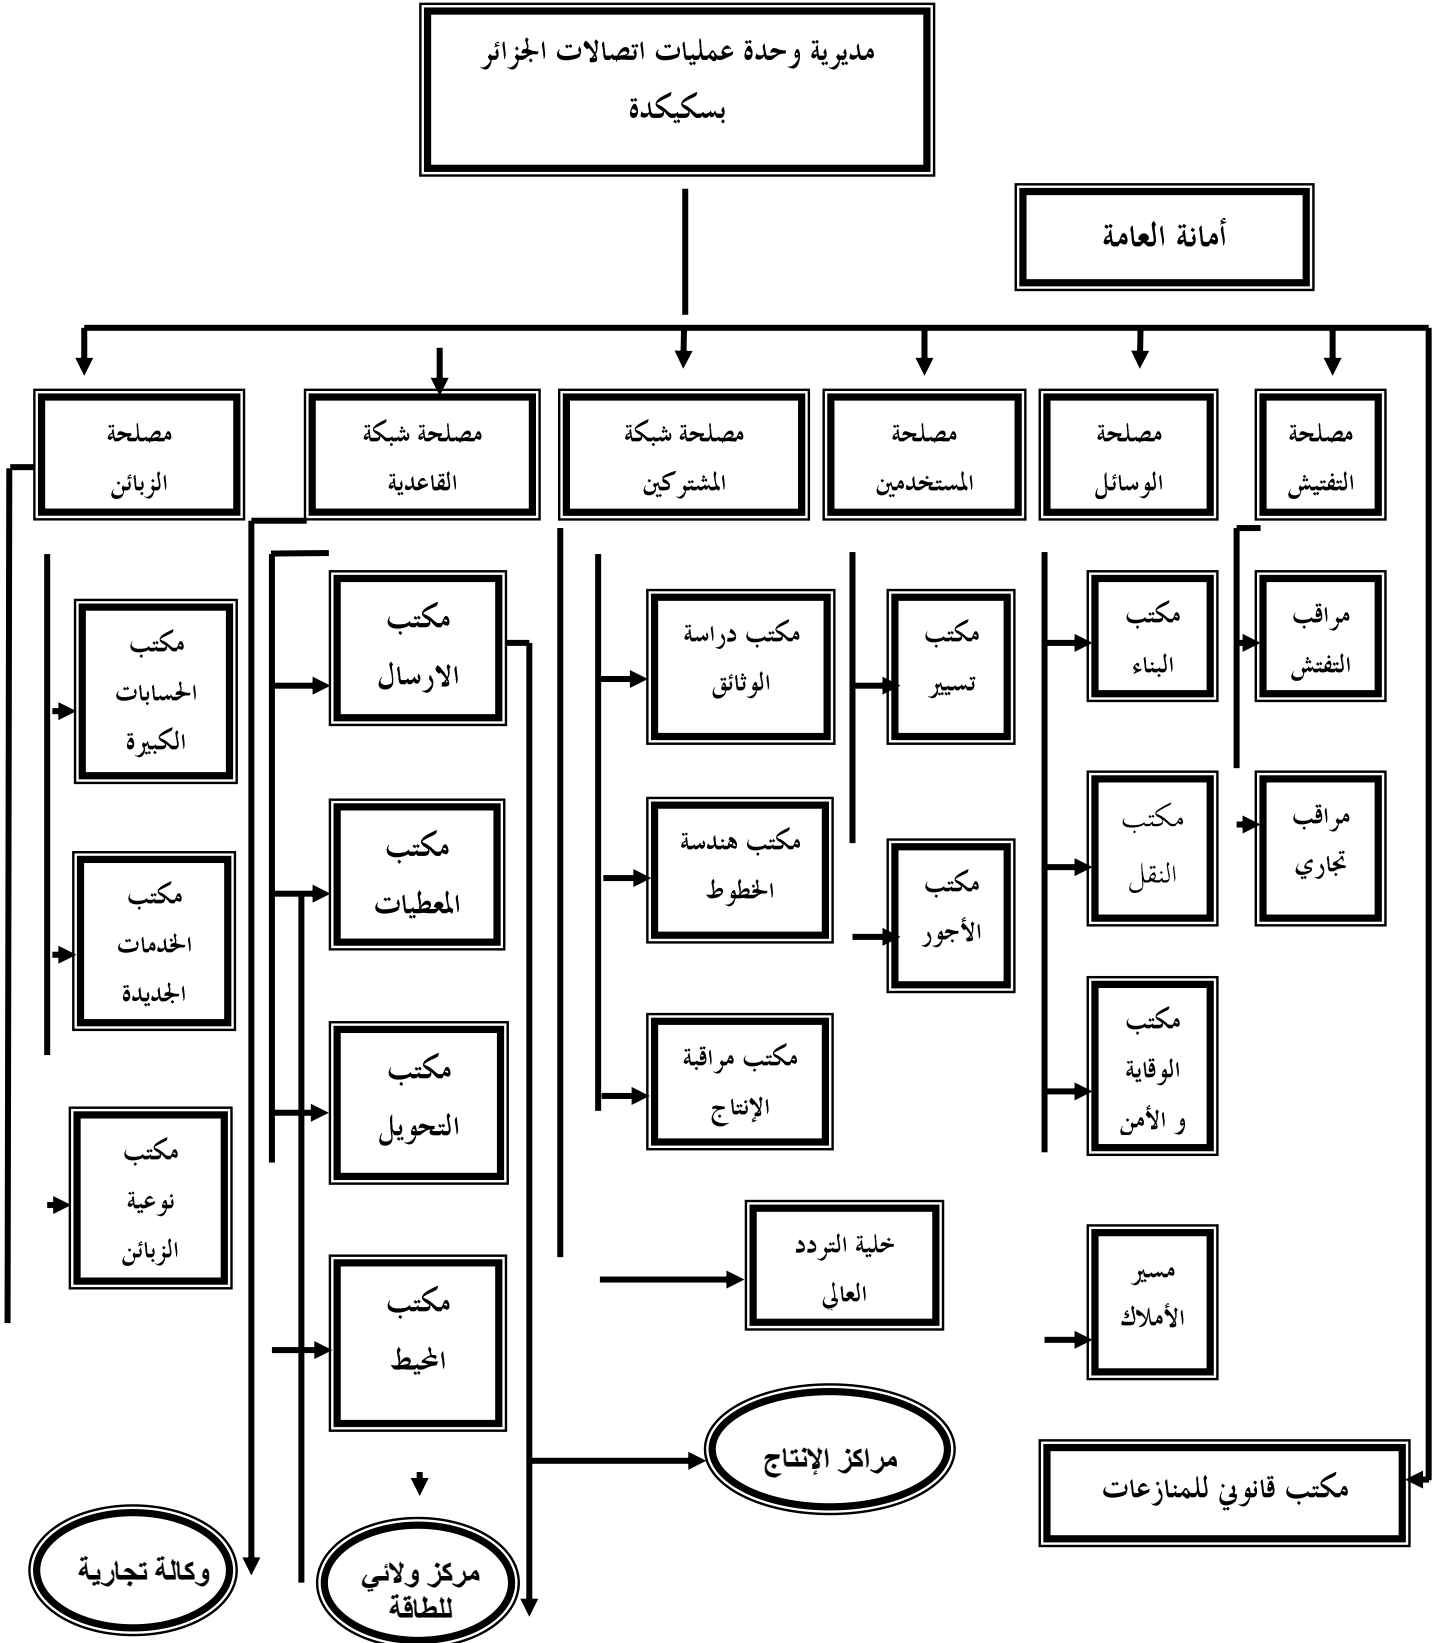 مديرية وحدة عمليات اتصالات الجزائر
بسكيكدة
أمانة العامة
مصلحة
التفتيش
مصلحة
الوسائل
مصلحة
المستخدمين
مصلحة شبكة
المشتركين
مصلحة شبكة
القاعدية
مصلحة
الزبائن
مراقب
التفتش
مراقب
تجاري
مكتب
البناء
مكتب
النقل
مكتب
الوقاية
و الأمن
مسير
الأملاك
مكتب قانوني للمنازعات
مكتب
تسيير
مكتب
الأجور
مكتب دراسة
الوثائق
مكتب هندسة
الخطوط
مكتب مراقبة
الإنتاج
خلية التردد
العالي
مراكز الإنتاج
مكتب
الارسال
مكتب
المعطيات
مكتب
التحويل
مكتب
المحيط
مركز ولائي
للطاقة
مكتب
الحسابات
الكبيرة
مكتب
الخدمات
الجديدة
مكتب
نوعية
الزبائن
وكالة تجارية